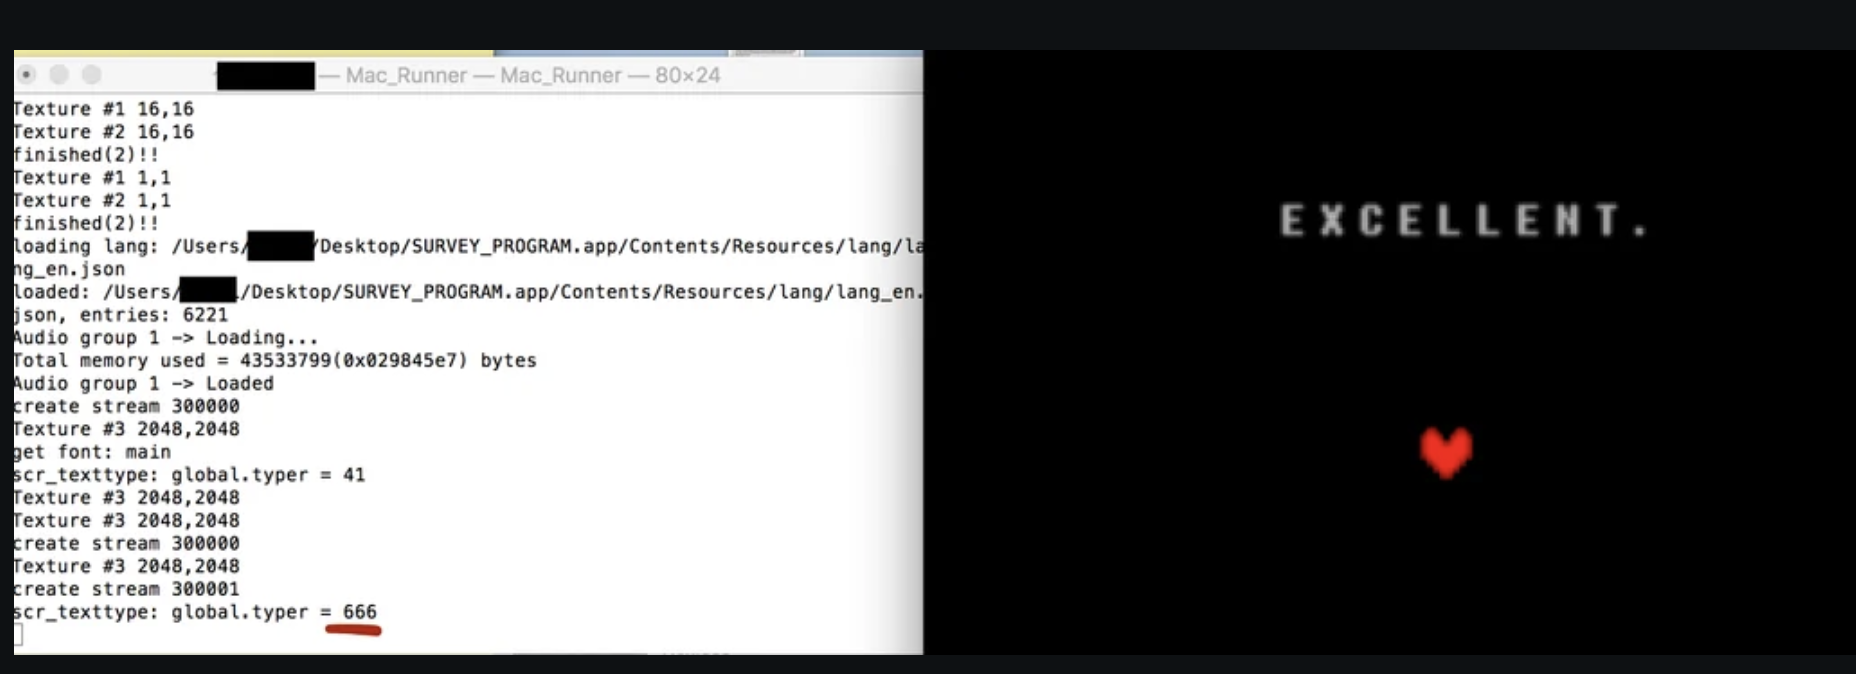 — Mac_Runner — Mac_Runner — 80×24
Texture #1 16,16
Texture #2 16,16
finished(2)!!
Texture #1 1,1
Texture #2 1,1
finished(2)!!
loading lang: /Users/ /Desktop/SURVEY_PROGRAM.app/Contents/Resources/lang/la
ng_en.json
loaded: /Users/ /Desktop/SURVEY_PROGRAM.app/Contents/Resources/lang/lang_en.
json, entries: 6221
Audio group 1 -> Loading...
Total memory used = 43533799(0x029845e7) bytes
Audio group 1 -> Loaded
create stream 300000
Texture #3 2048,2048
get font: main
scr_texttype: global.typer = 41
Texture #3 2048,2048
Texture #3 2048,2048
create stream 300000
Texture #3 2048,2048
create stream 300001
scr_texttype: global.typer = 666
EXCELLENT.